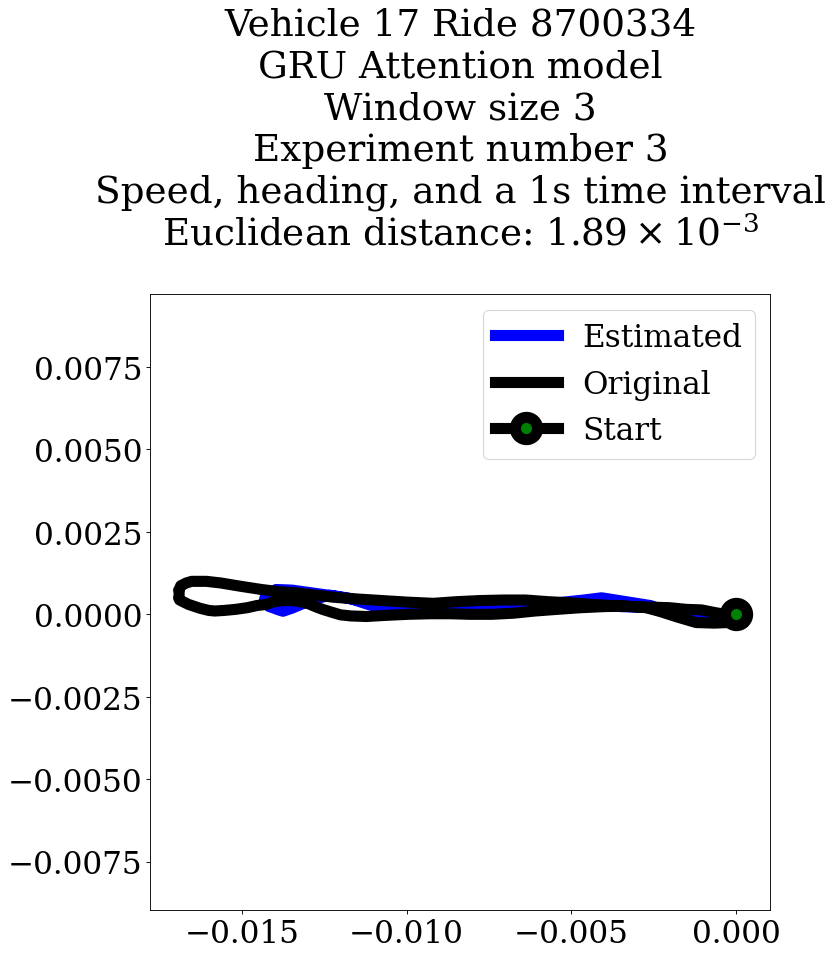 Vehicle 17 Ride 8700334
GRU Attention model
Window size 3
Experiment number 3
Speed, heading, and a 1s time interval
Euclidean distance: 1.89 × 10⁻³
Estimated
Original
Start
0.0075
0.0050
0.0025
0.0000
−0.0025
−0.0050
−0.0075
−0.015
−0.010
−0.005
0.000